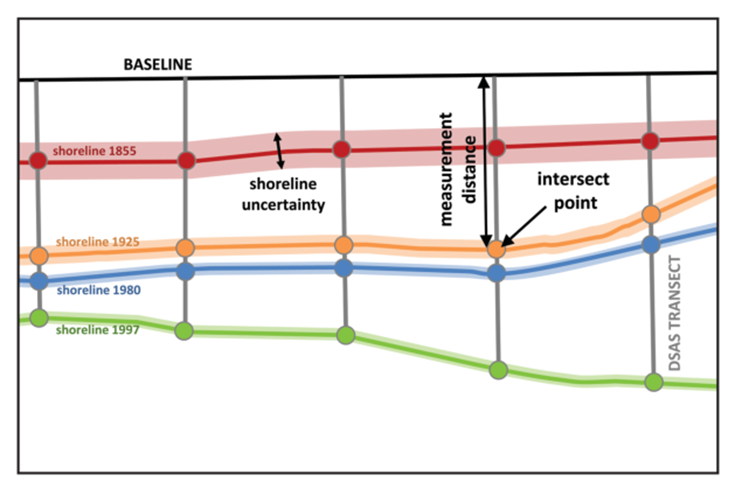 BASELINE
shoreline 1855
shoreline
uncertainty
measurement
distance
intersect
point
shoreline 1925
shoreline 1980
shoreline 1997
DSAS TRANSECT